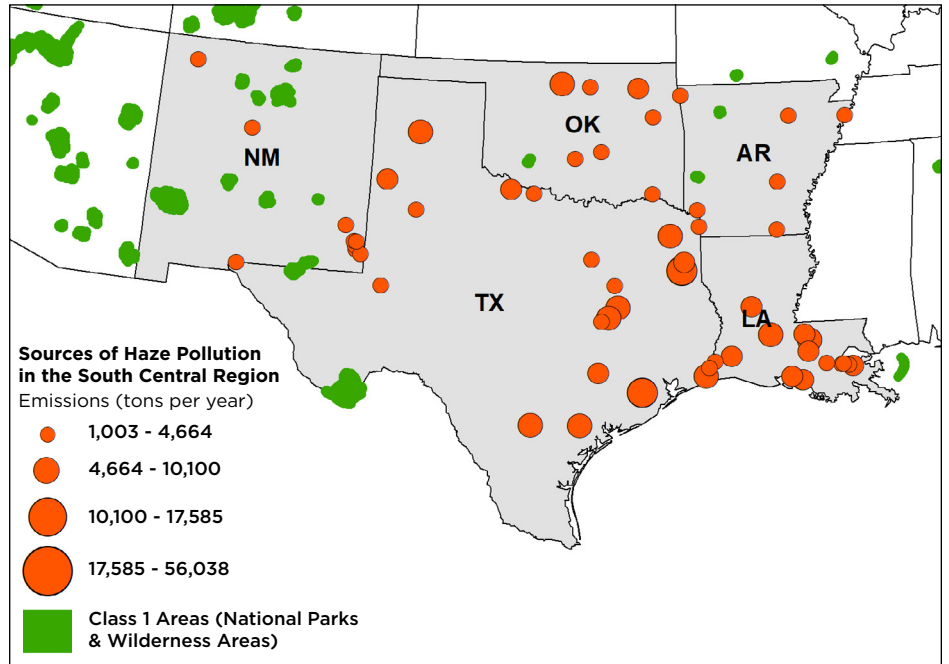 OK
NM
AR
TX
LA
Sources of Haze Pollution
in the South Central Region
Emissions (tons per year)
1,003 - 4,664
4,664 - 10,100
10,100 - 17,585
17,585 - 56,038
Class 1 Areas (National Parks
& Wilderness Areas)